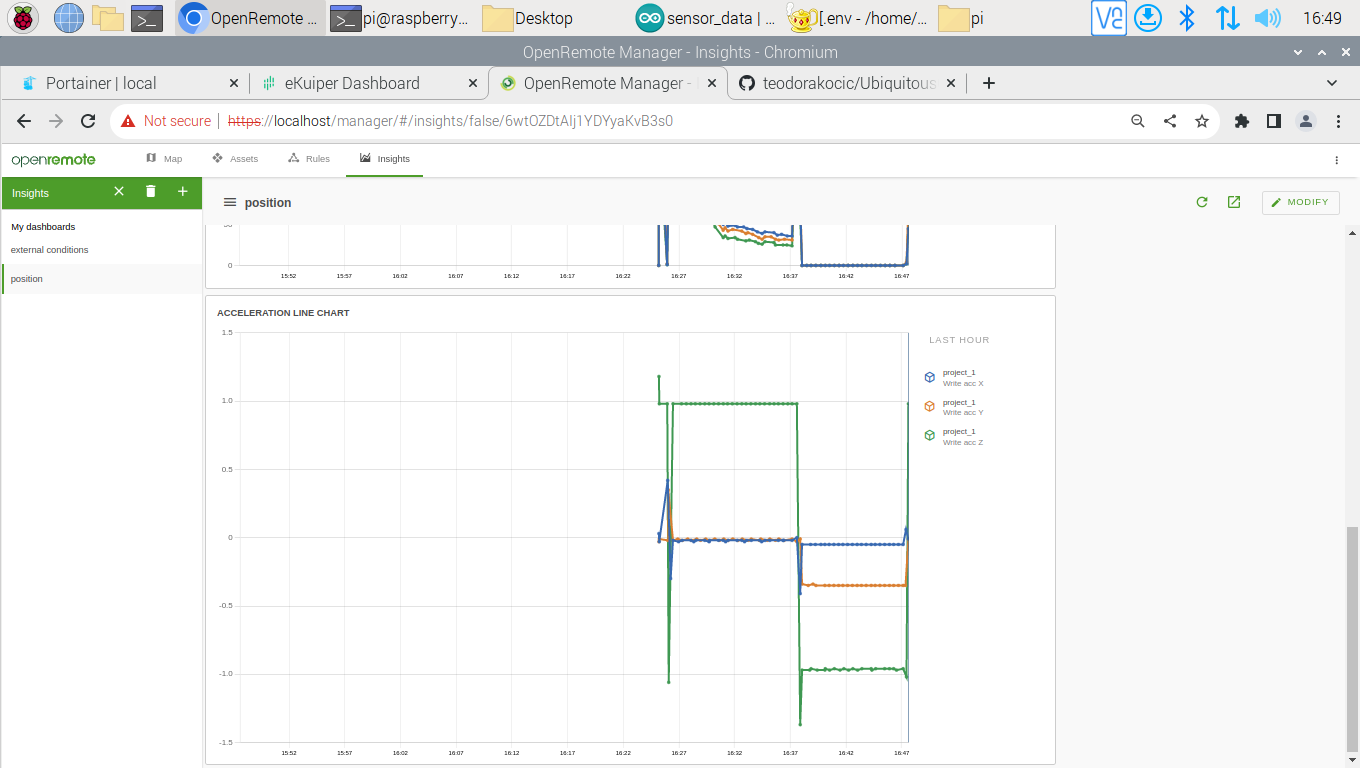 OpenRemote ...
pi@raspberry...
Desktop
sensor_data | ...
[.env - /home/...
pi
16:49
OpenRemote Manager - Insights - Chromium
Portainer | local
eKuiper Dashboard
OpenRemote Manager -
teodorakocic/Ubiquitous
Not secure
https://localhost/manager/#/insights/false/6wtOZDtAIj1YDYyaKvB3s0
openremote
Map
Assets
Rules
Insights
Insights
position
MODIFY
My dashboards
external conditions
position
0
15:52 15:57 16:02 16:07 16:12 16:17 16:22 16:27 16:32 16:37 16:42 16:47
ACCELERATION LINE CHART
1.5
1.0
0.5
0
-0.5
-1.0
-1.5
15:52 15:57 16:02 16:07 16:12 16:17 16:22 16:27 16:32 16:37 16:42 16:47
LAST HOUR
project_1
Write acc X
project_1
Write acc Y
project_1
Write acc Z